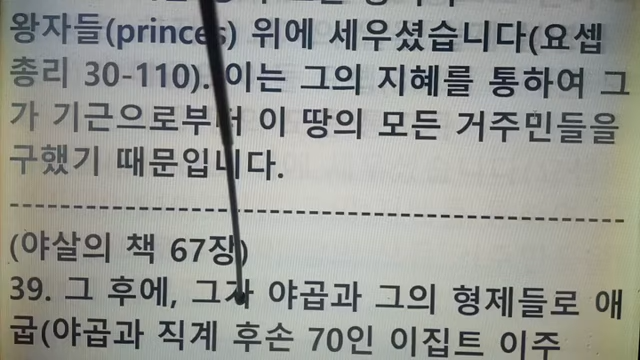 왕자들(princes) 위에 세우셨습니다(요셉
총리 30-110). 이는 그의 지혜를 통하여 그
가 기근으로부터 이 땅의 모든 거주민들을
구했기 때문입니다.
(야살의 책 67장)
39. 그 후에, 그가 야곱과 그의 형제들로 애
굽(야곱과 직계 후손 70인 이집트 이주